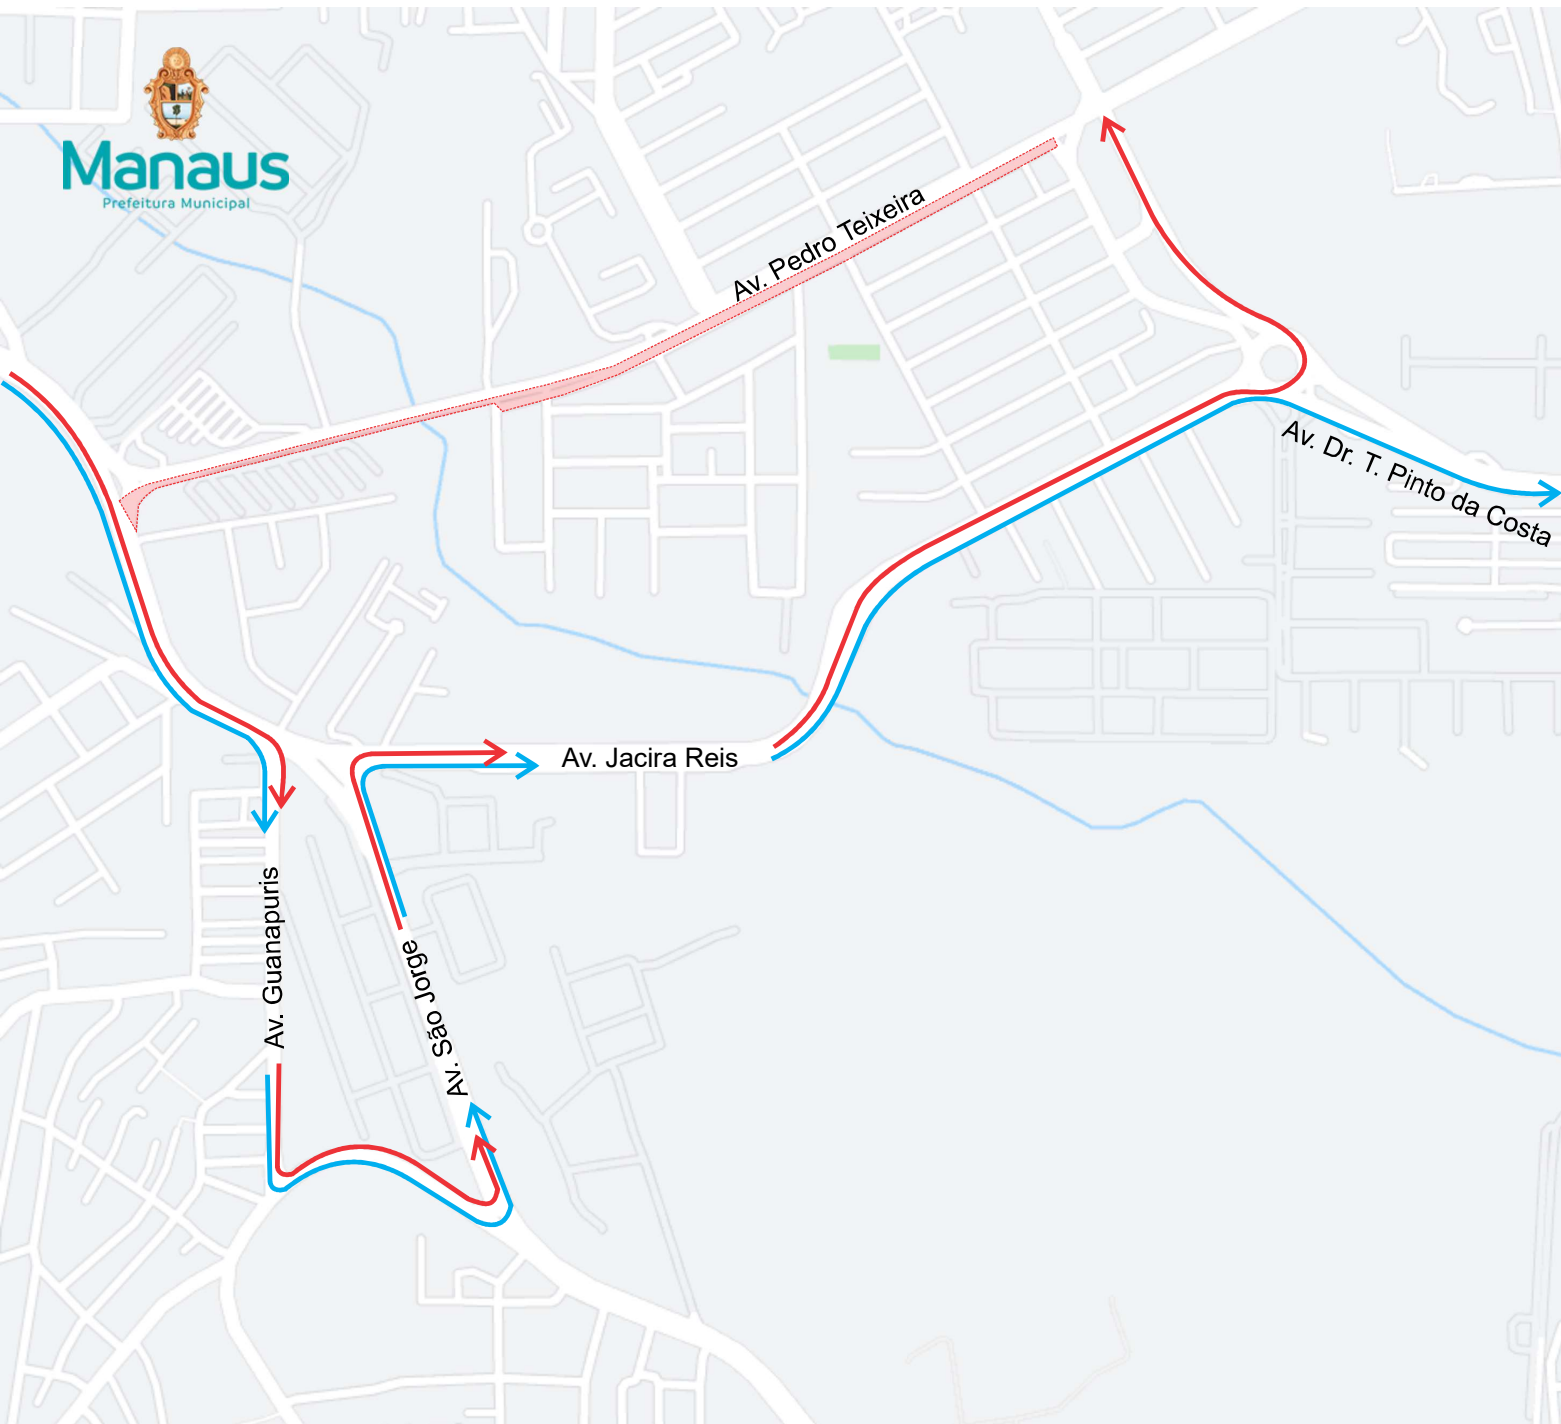 Manaus
Prefeitura Municipal
Av. Pedro Teixeira
Av. Dr. T. Pinto da Costa
Av. Jacira Reis
Av. Guanapuris
Av. São Jorge